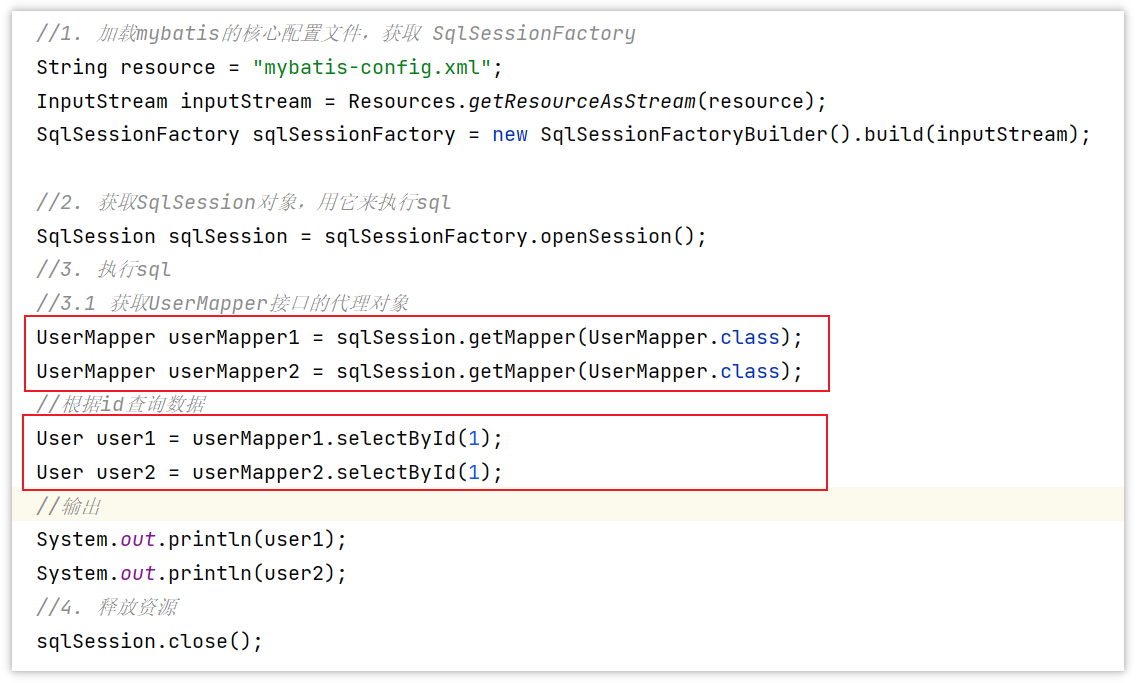 //1. 加载mybatis的核心配置文件，获取 SqlSessionFactory
String resource = "mybatis-config.xml";
InputStream inputStream = Resources.getResourceAsStream(resource);
SqlSessionFactory sqlSessionFactory = new SqlSessionFactoryBuilder().build(inputStream);
//2. 获取SqlSession对象，用它来执行sql
SqlSession sqlSession = sqlSessionFactory.openSession();
//3. 执行sql
//3.1 获取UserMapper接口的代理对象
UserMapper userMapper1 = sqlSession.getMapper(UserMapper.class);
UserMapper userMapper2 = sqlSession.getMapper(UserMapper.class);
//根据id查询数据
User user1 = userMapper1.selectById(1);
User user2 = userMapper2.selectById(1);
//输出
System.out.println(user1);
System.out.println(user2);
//4. 释放资源
sqlSession.close();